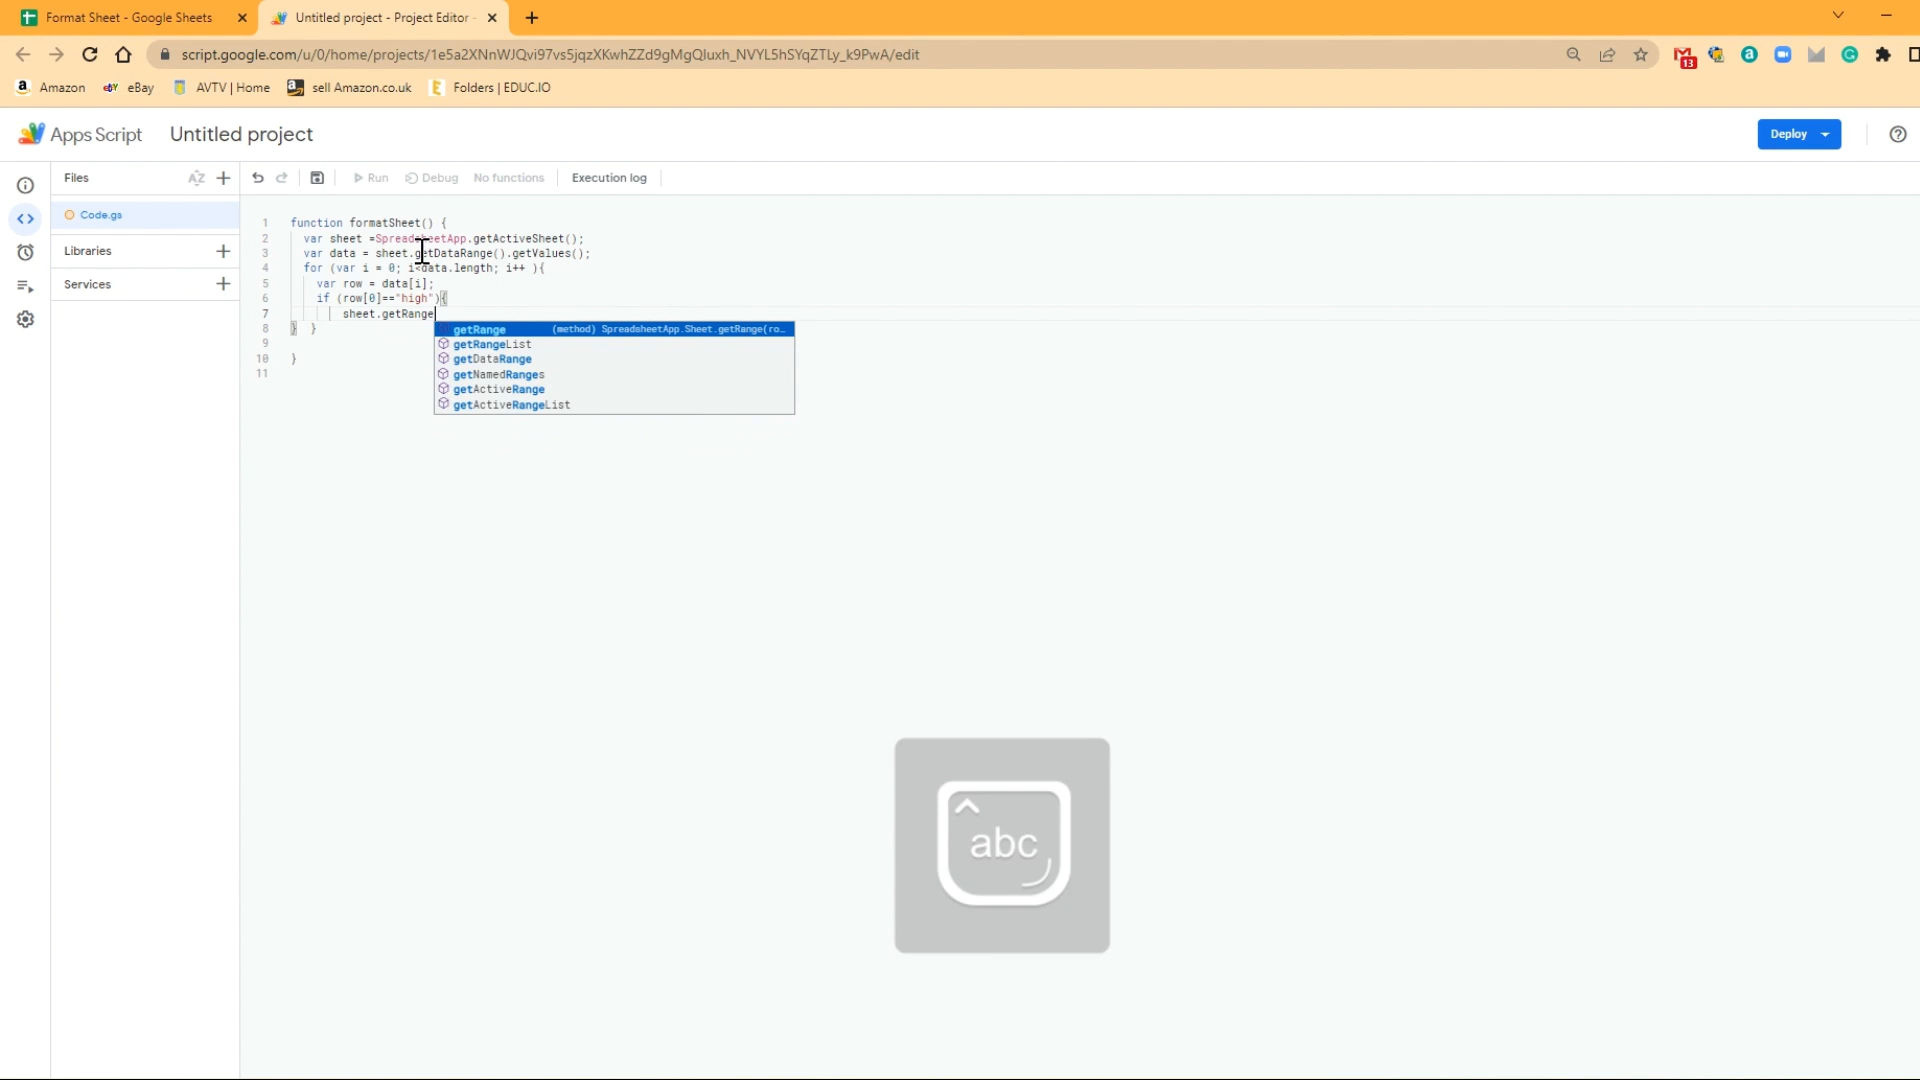 Format Sheet - Google Sheets
Untitled project - Project Editor
script.google.com/u/0/home/projects/1e5a2XNnWJQvi97vs5jqzXKwhZZd9gMgQIuxh_NVYL5hSYqZTLy_k9PwA/edit
13
Amazon
eBay
AVTV | Home
sell Amazon.co.uk
Folders | EDUC.IO
Apps Script
Untitled project
Deploy
Files
AZ
Run
Debug
No functions
Execution log
Code.gs
Libraries
Services
1 function formatSheet() {
2 var sheet =SpreadsheetApp.getActiveSheet();
3 var data = sheet.getDataRange().getValues();
4 for (var i = 0; i<data.length; i++ ){
5 var row = data[i];
6 if (row[0]=="high"){
7 sheet.getRange
8 } }
9
10 }
11
getRange (method) SpreadsheetApp.Sheet.getRange(ro…
getRangeList
getDataRange
getNamedRanges
getActiveRange
getActiveRangeList
abc